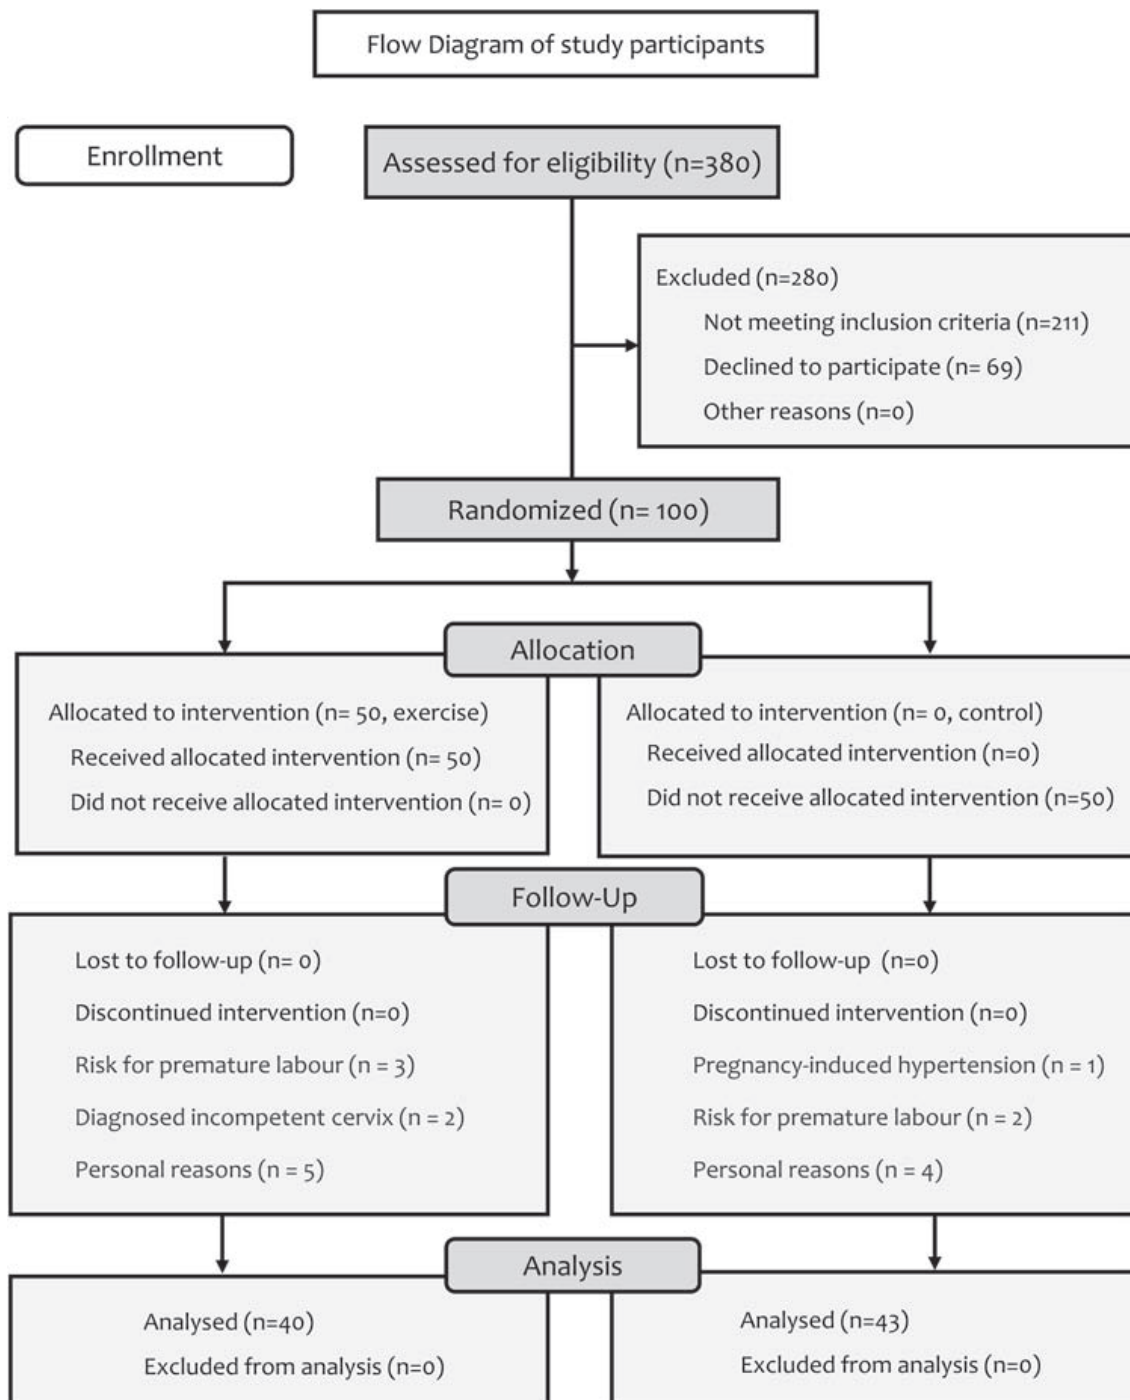 Flow Diagram of study participants
Enrollment
Assessed for eligibility (n=380)
Excluded (n=280)
Not meeting inclusion criteria (n=211)
Declined to participate (n= 69)
Other reasons (n=0)
Randomized (n= 100)
Allocation
Allocated to intervention (n= 50, exercise)
Received allocated intervention (n= 50)
Did not receive allocated intervention (n= 0)
Allocated to intervention (n= 0, control)
Received allocated intervention (n=0)
Did not receive allocated intervention (n=50)
Follow-Up
Lost to follow-up (n= 0)
Discontinued intervention (n=0)
Risk for premature labour (n = 3)
Diagnosed incompetent cervix (n = 2)
Personal reasons (n = 5)
Lost to follow-up (n=0)
Discontinued intervention (n=0)
Pregnancy-induced hypertension (n = 1)
Risk for premature labour (n = 2)
Personal reasons (n = 4)
Analysis
Analysed (n=40)
Excluded from analysis (n=0)
Analysed (n=43)
Excluded from analysis (n=0)